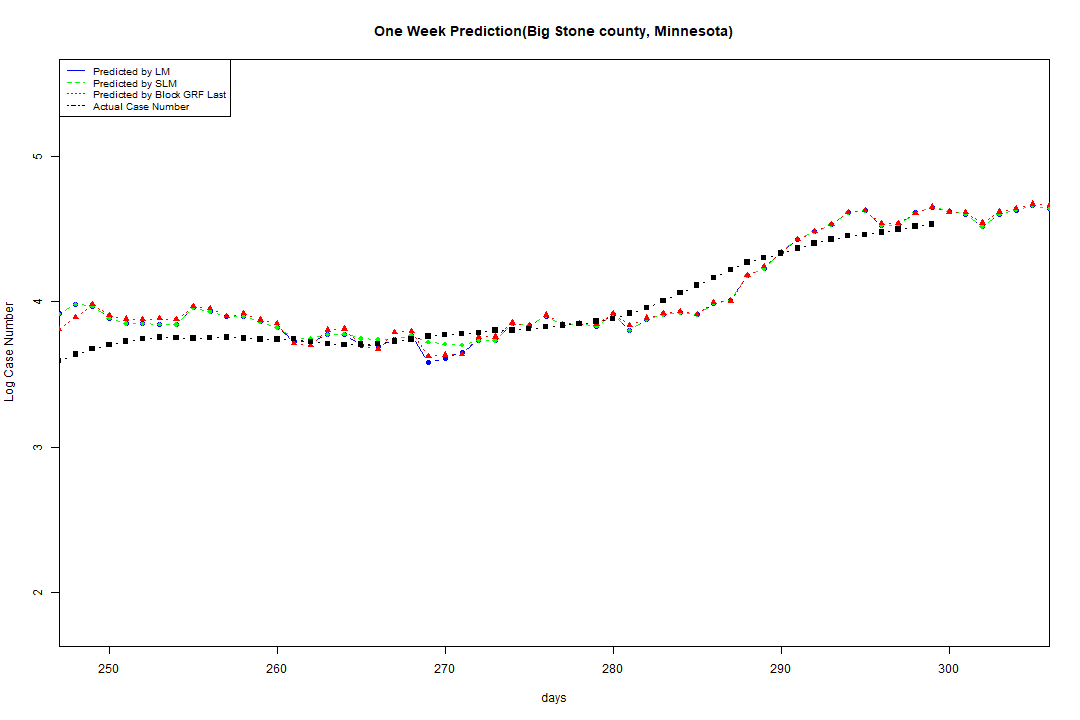 One Week Prediction(Big Stone county, Minnesota)
Predicted by LM
Predicted by SLM
Predicted by Block GRF Last
Actual Case Number
5
4
3
2
Log Case Number
250 260 270 280 290 300
days